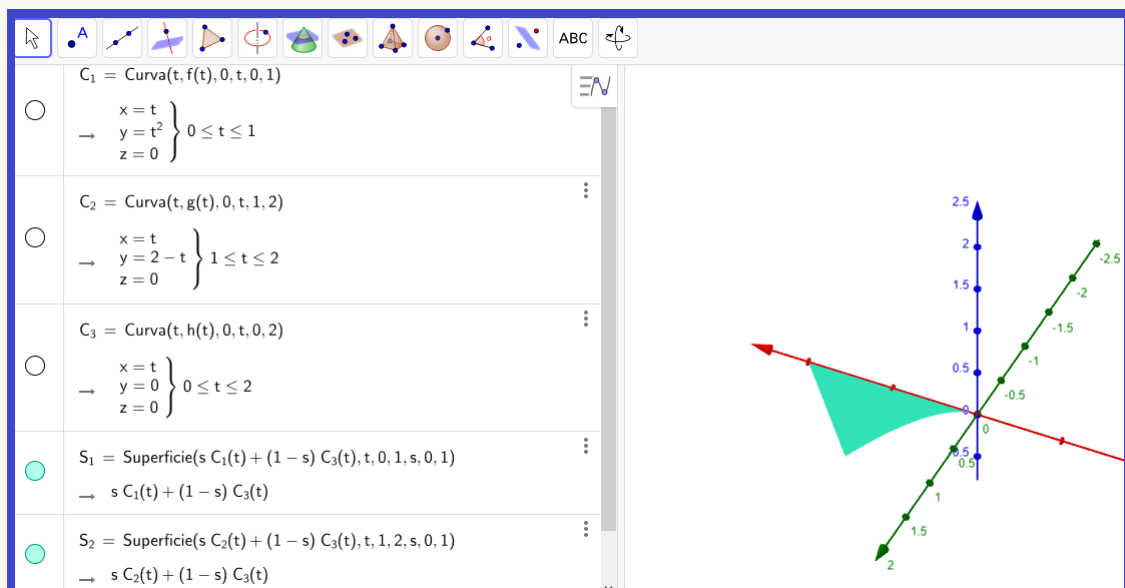 A
α
ABC
C₁ = Curva(t, f(t), 0, t, 0, 1)
x = t
→ y = t² } 0 ≤ t ≤ 1
z = 0
C₂ = Curva(t, g(t), 0, t, 1, 2)
x = t
→ y = 2 − t } 1 ≤ t ≤ 2
z = 0
C₃ = Curva(t, h(t), 0, t, 0, 2)
x = t
→ y = 0 } 0 ≤ t ≤ 2
z = 0
S₁ = Superficie(s C₁(t) + (1 − s) C₃(t), t, 0, 1, s, 0, 1)
→ s C₁(t) + (1 − s) C₃(t)
S₂ = Superficie(s C₂(t) + (1 − s) C₃(t), t, 1, 2, s, 0, 1)
→ s C₂(t) + (1 − s) C₃(t)
2.5
2
1.5
1
0.5
0
0.5
-2.5
-2
-1.5
-1
-0.5
0
0.5
1
1.5
2